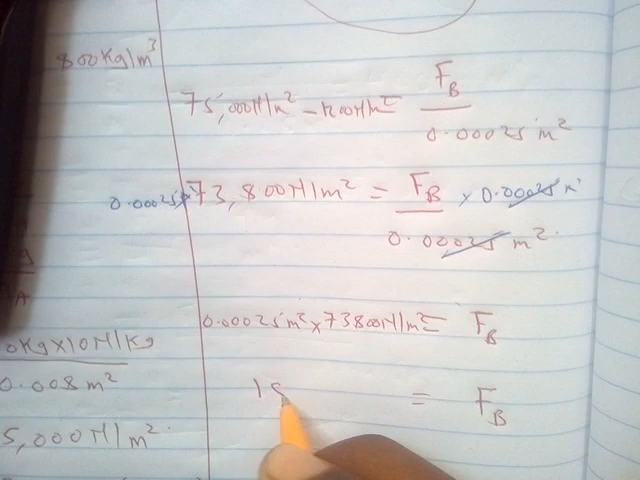 800kg/m³
75,000N/m² - 1200N/m² = F_B
0.00025 m²
0.00025 x 73,800N/m² = F_B x 0.00025 m²
0.00025 m²
0.00025m² x 73800N/m² = F_B
0kg x 10N/kg
0.008 m²
= F_B
5,000N/m²